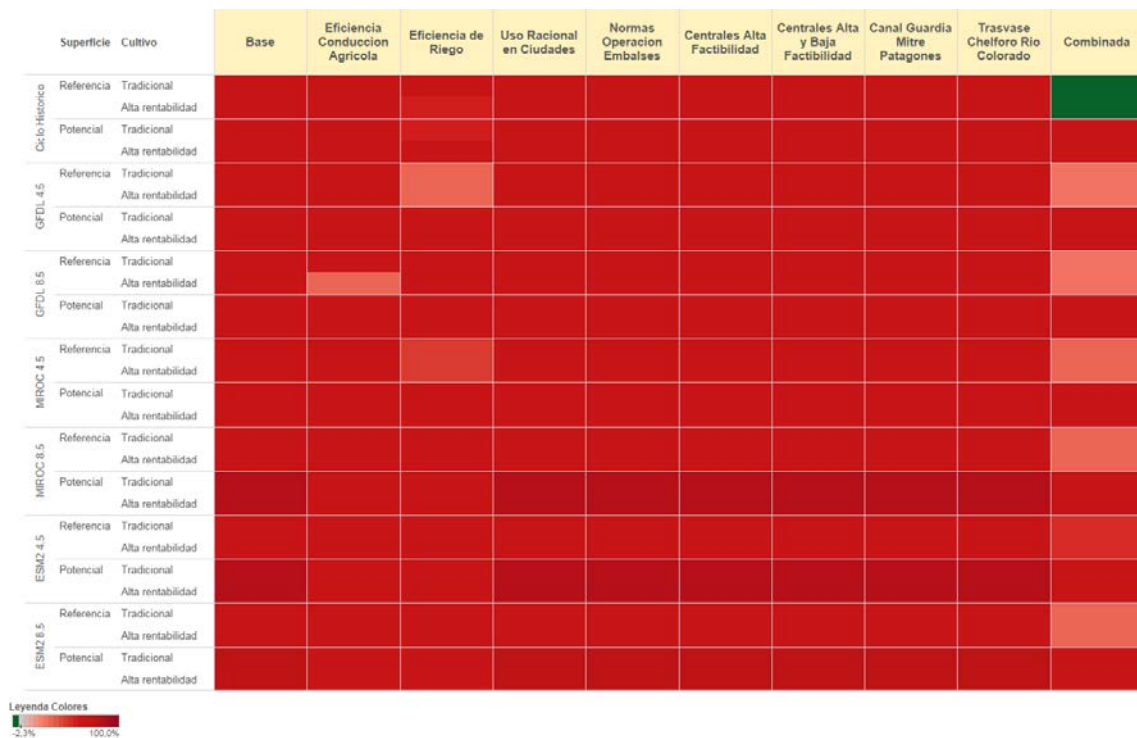 Superficie Cultivo Base Eficiencia Conduccion Agricola Eficiencia de Riego Uso Racional en Ciudades Normas Operacion Embalses Centrales Alta Factibilidad Centrales Alta y Baja Factibilidad Canal Guardia Mitre Patagones Trasvase Chelforo Rio Colorado Combinada
Ciclo Historico
Referencia Tradicional
Alta rentabilidad
Potencial Tradicional
Alta rentabilidad
GFDL 4.5
Referencia Tradicional
Alta rentabilidad
Potencial Tradicional
Alta rentabilidad
GFDL 8.5
Referencia Tradicional
Alta rentabilidad
Potencial Tradicional
Alta rentabilidad
MIROC 4.5
Referencia Tradicional
Alta rentabilidad
Potencial Tradicional
Alta rentabilidad
MIROC 8.5
Referencia Tradicional
Alta rentabilidad
Potencial Tradicional
Alta rentabilidad
ESM2 4.5
Referencia Tradicional
Alta rentabilidad
Potencial Tradicional
Alta rentabilidad
ESM2 8.5
Referencia Tradicional
Alta rentabilidad
Potencial Tradicional
Alta rentabilidad
Leyenda Colores
-2,3% 100,0%